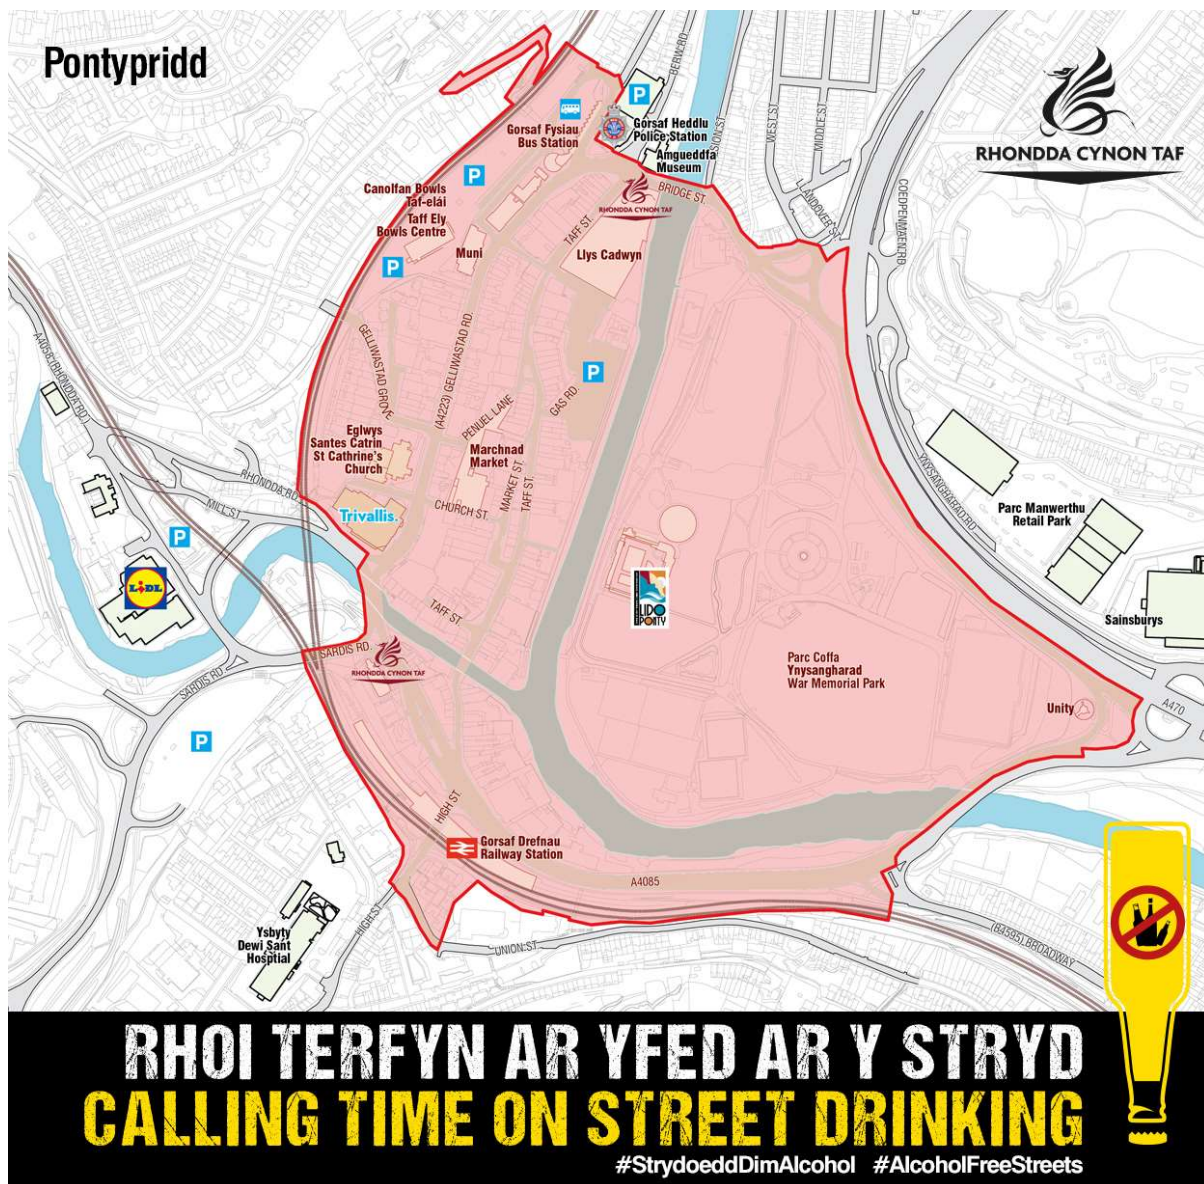 Pontypridd
RHONDDA CYNON TAF
BERW RD
P
Gorsaf Heddlu
Police Station
Gorsaf Fysiau
Bus Station
Amgueddfa
Museum
WEST ST
MIDDLE ST
ANDOVER ST
COEDPENMAEN RD
P
Canolfan Bowls
Taf-elái
Taff Ely
Bowls Centre
RHONDDA CYNON TAF
BRIDGE ST.
TAFF ST.
Muni
Llys Cadwyn
P
A4058 (RHONDDA RD)
GELLIWASTAD GROVE
(A4223) GELLIWASTAD RD.
P
GAS RD.
PENUEL LANE
Eglwys
Santes Catrin
St Cathrine's
Church
Marchnad
Market
MARKET ST.
TAFF ST.
CHURCH ST.
YNYSANGHARAD RD
RHONDDA RD
MILL ST
Trivallis.
Parc Manwerthu
Retail Park
P
LIDL
LIDO
PONTY
Sainsburys
TAFF ST.
SARDIS RD.
SARDIS RD
RHONDDA CYNON TAF
Parc Coffa
Ynysangharad
War Memorial Park
Unity
A470
P
HIGH ST.
Gorsaf Drefnau
Railway Station
A4085
Ysbyty
Dewi Sant
Hosptial
HIGH ST
UNION ST
(B4595) BROADWAY
RHOI TERFYN AR YFED AR Y STRYD
CALLING TIME ON STREET DRINKING
#StrydoeddDimAlcohol #AlcoholFreeStreets